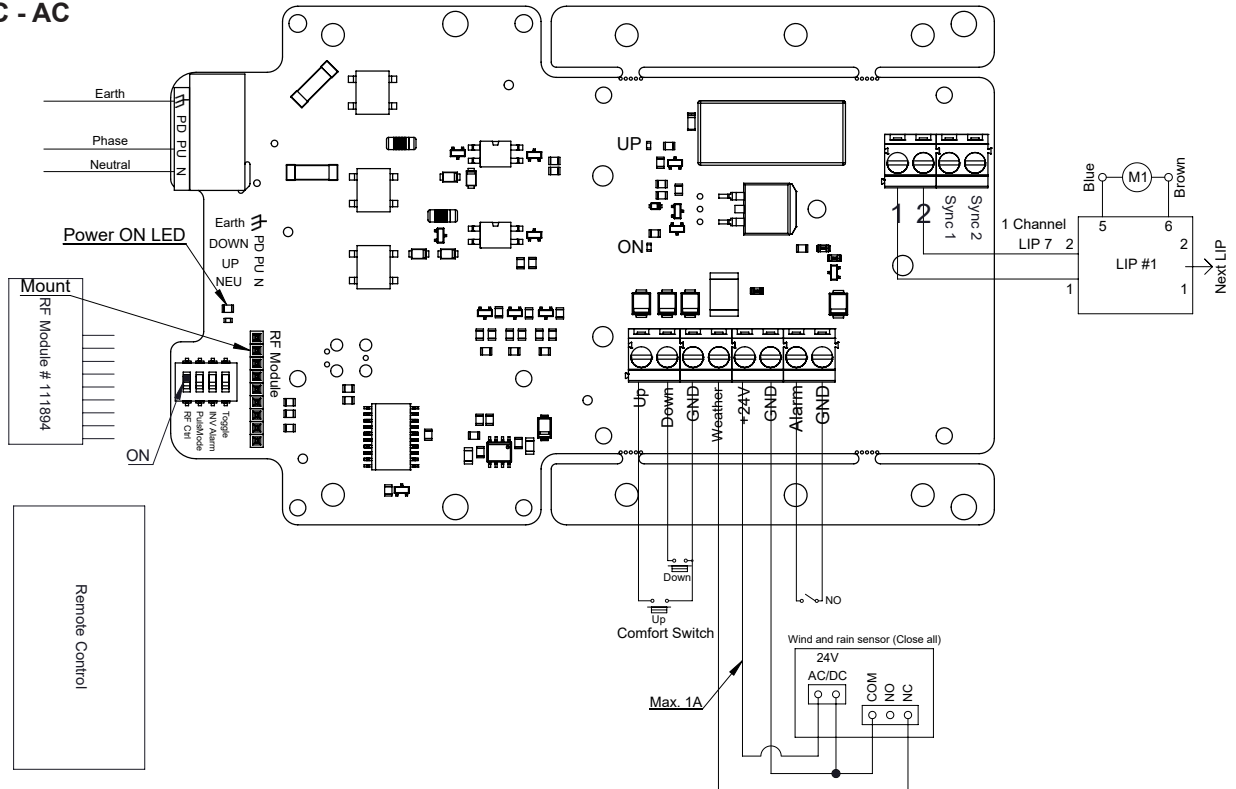 C - AC
Earth
Phase
Neutral
PD PU N
Earth
DOWN
UP
NEU
PD PU N
Power ON LED
Mount
RF Module # 111894
RF Module
ON
RF Ctrl
PulsMode
INV Alarm
Toggle
Remote Control
UP
ON
1
2
Sync 1
Sync 2
1 Channel
LIP 7
2
1
Blue
M1
Brown
5
6
LIP #1
2
1
Next LIP
Up
Down
GND
Weather
+24V
GND
Alarm
GND
Down
Up
Comfort Switch
NO
Max. 1A
Wind and rain sensor (Close all)
24V
AC/DC
COM
NO
NC